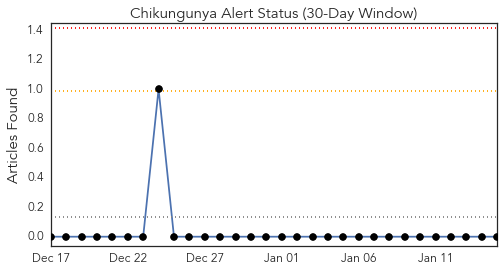 Chikungunya Alert Status (30-Day Window)
Articles Found
1.4
1.2
1.0
0.8
0.6
0.4
0.2
0.0
Dec 17 Dec 22 Dec 27 Jan 01 Jan 06 Jan 11